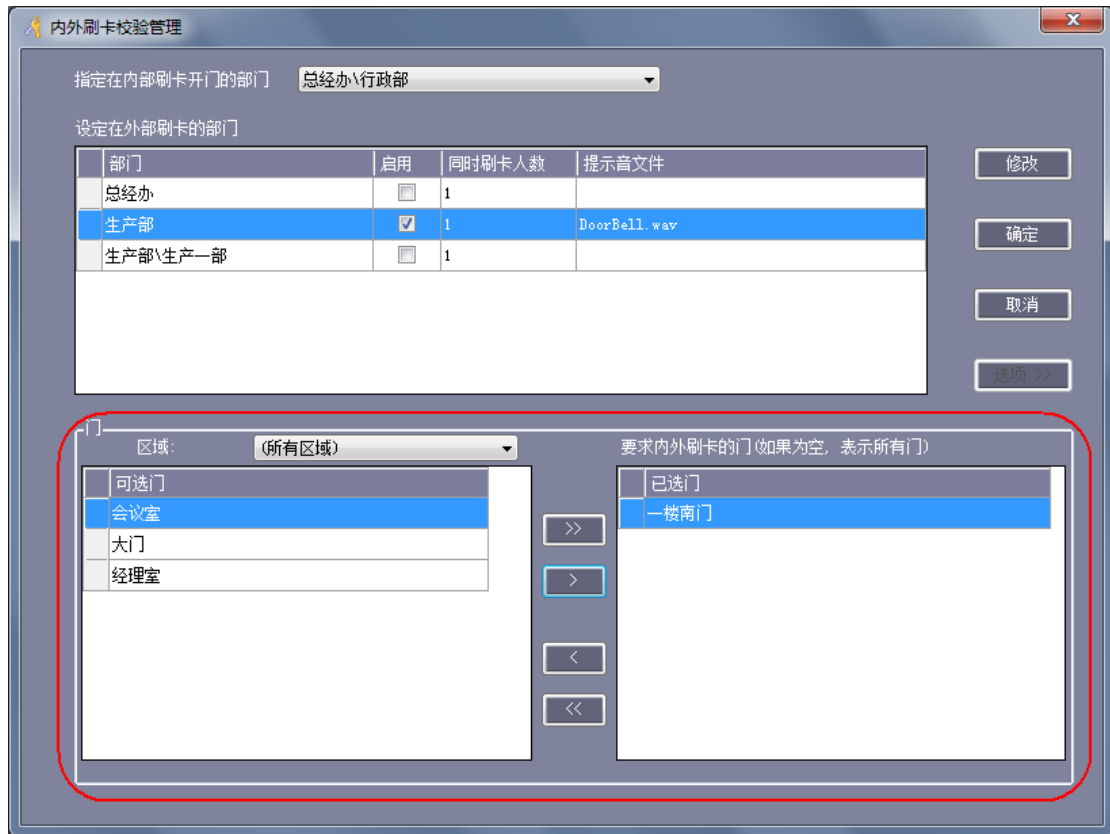 内外刷卡校验管理
指定在内部刷卡开门的部门 总经办\行政部
设定在外部刷卡的部门
部门 启用 同时刷卡人数 提示音文件
总经办 1
生产部 1 DoorBell.wav
生产部\生产一部 1
修改
确定
取消
选项 >>
门
区域: (所有区域) 要求内外刷卡的门(如果为空, 表示所有门)
可选门
会议室
大门
经理室
>>
>
<
<<
已选门
一楼南门